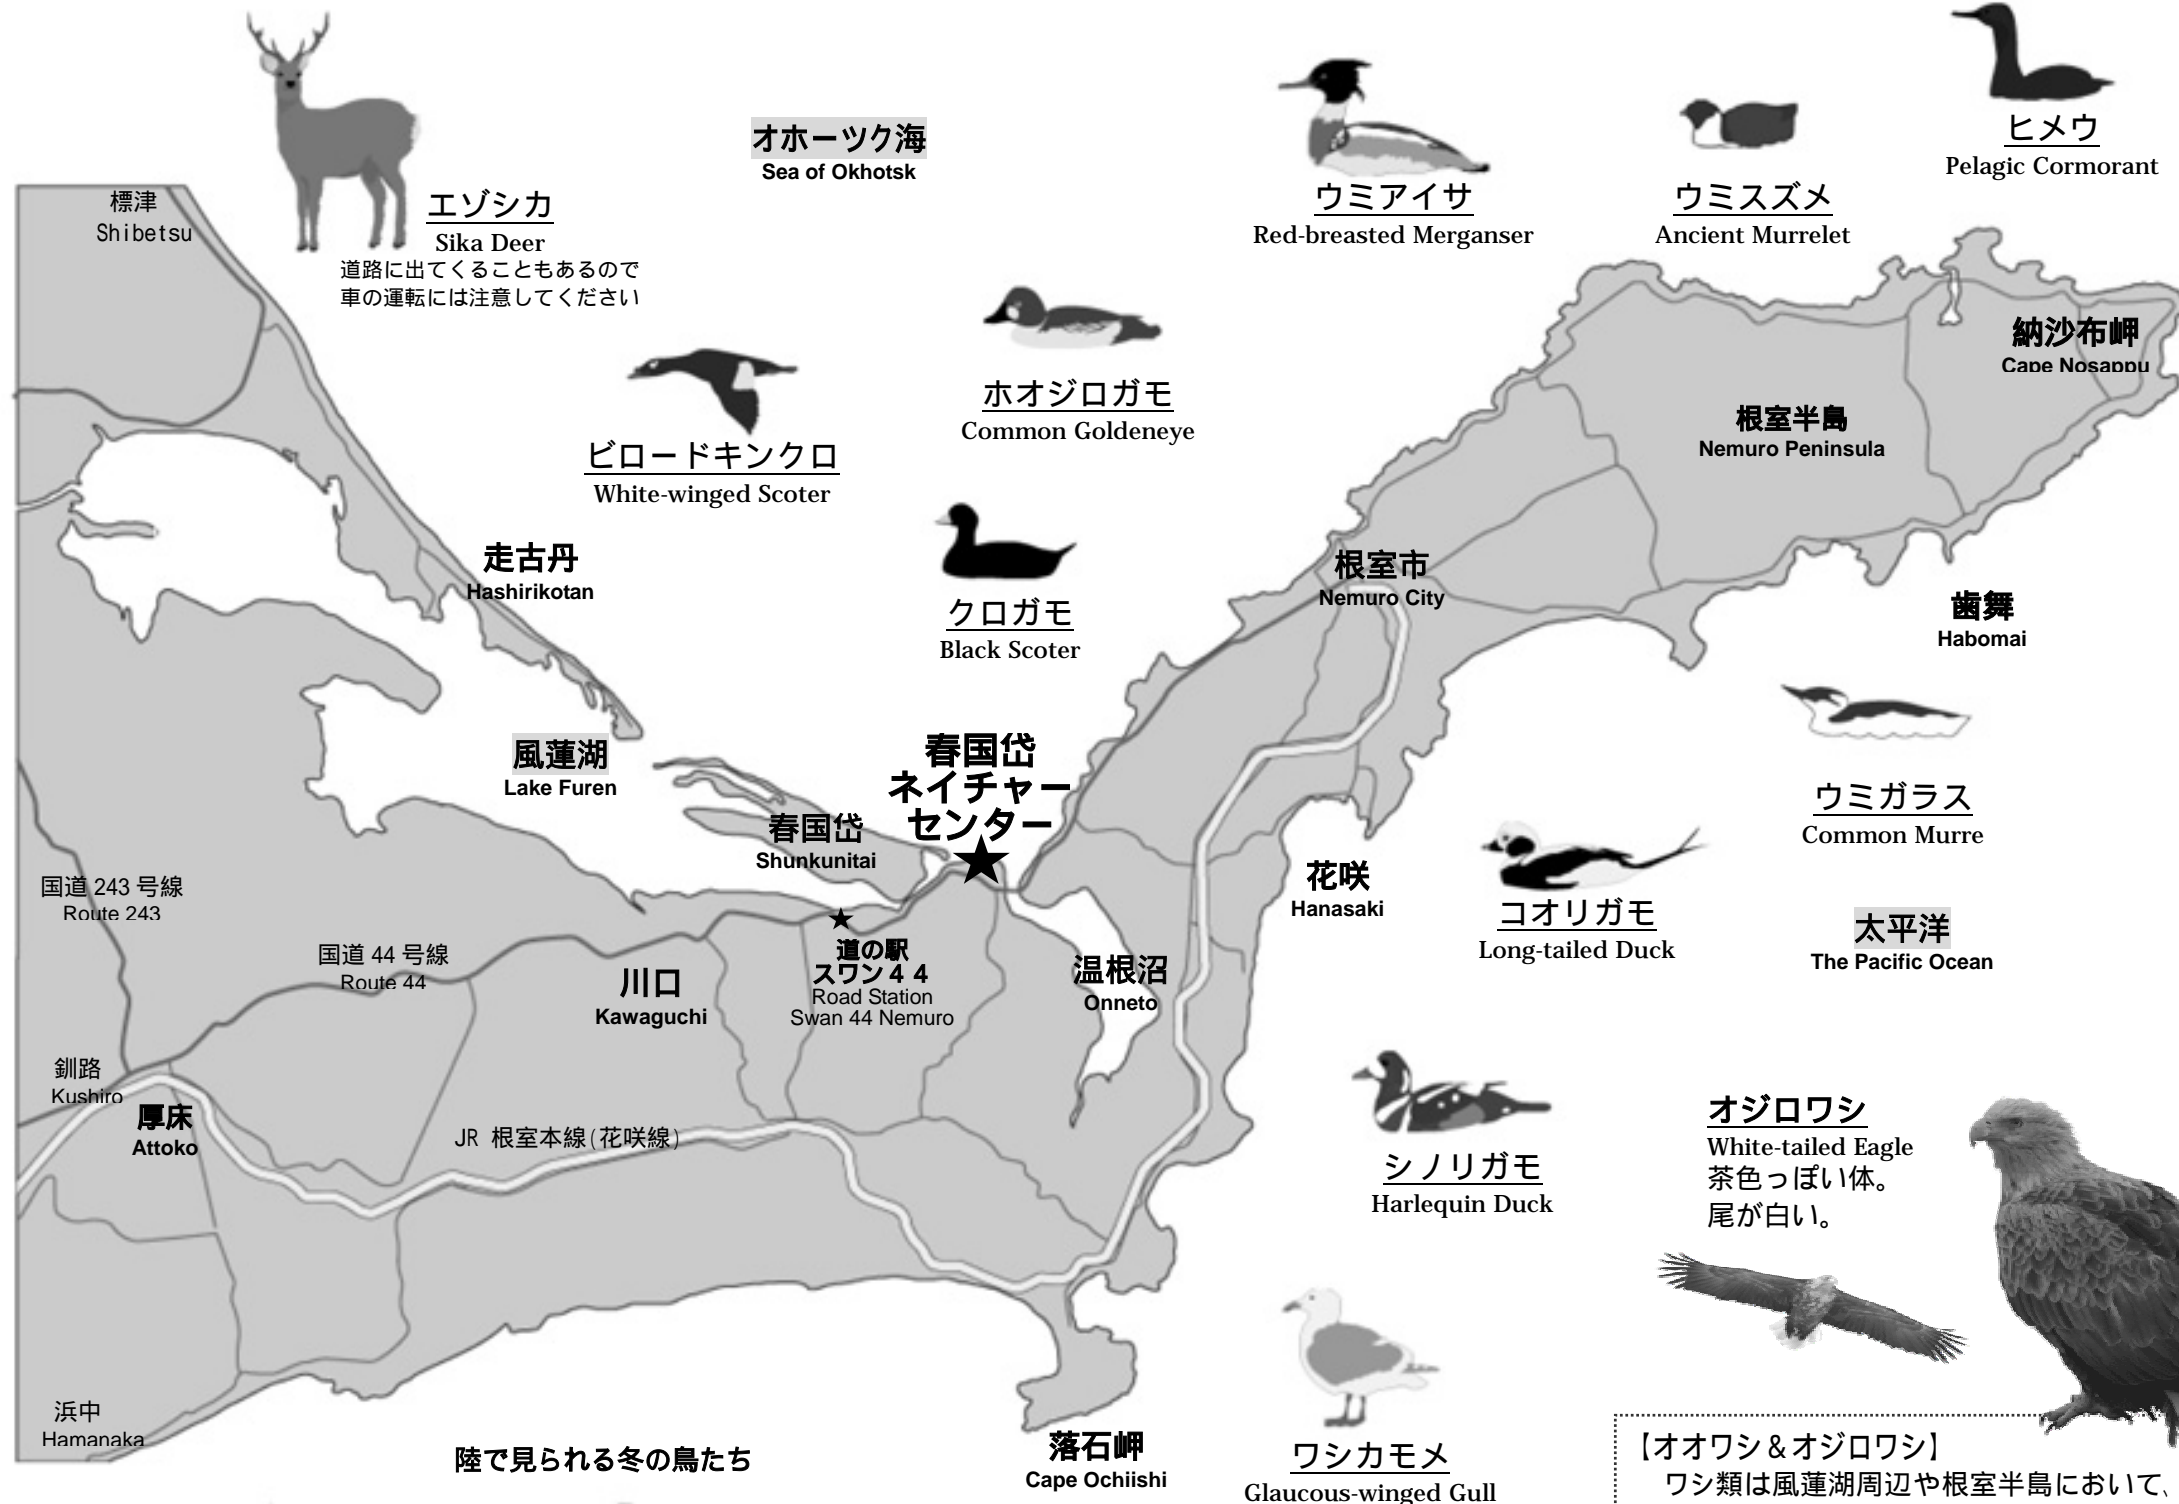 標津
Shibetsu
エゾシカ
Sika Deer
道路に出てくることもあるので
車の運転には注意してください
オホーツク海
Sea of Okhotsk
ウミアイサ
Red-breasted Merganser
ウミスズメ
Ancient Murrelet
ヒメウ
Pelagic Cormorant
ホオジロガモ
Common Goldeneye
ビロードキンクロ
White-winged Scoter
納沙布岬
Cape Nosappu
根室半島
Nemuro Peninsula
走古丹
Hashirikotan
クロガモ
Black Scoter
根室市
Nemuro City
歯舞
Habomai
風蓮湖
Lake Furen
春国岱
ネイチャー
センター
春国岱
Shunkunitai
ウミガラス
Common Murre
花咲
Hanasaki
コオリガモ
Long-tailed Duck
太平洋
The Pacific Ocean
国道 243 号線
Route 243
国道 44 号線
Route 44
川口
Kawaguchi
道の駅
スワン４４
Road Station
Swan 44 Nemuro
温根沼
Onneto
釧路
Kushiro
厚床
Attoko
JR 根室本線(花咲線)
シノリガモ
Harlequin Duck
オジロワシ
White-tailed Eagle
茶色っぽい体。
尾が白い。
浜中
Hamanaka
陸で見られる冬の鳥たち
落石岬
Cape Ochiishi
ワシカモメ
Glaucous-winged Gull
【オオワシ＆オジロワシ】
ワシ類は風蓮湖周辺や根室半島において、